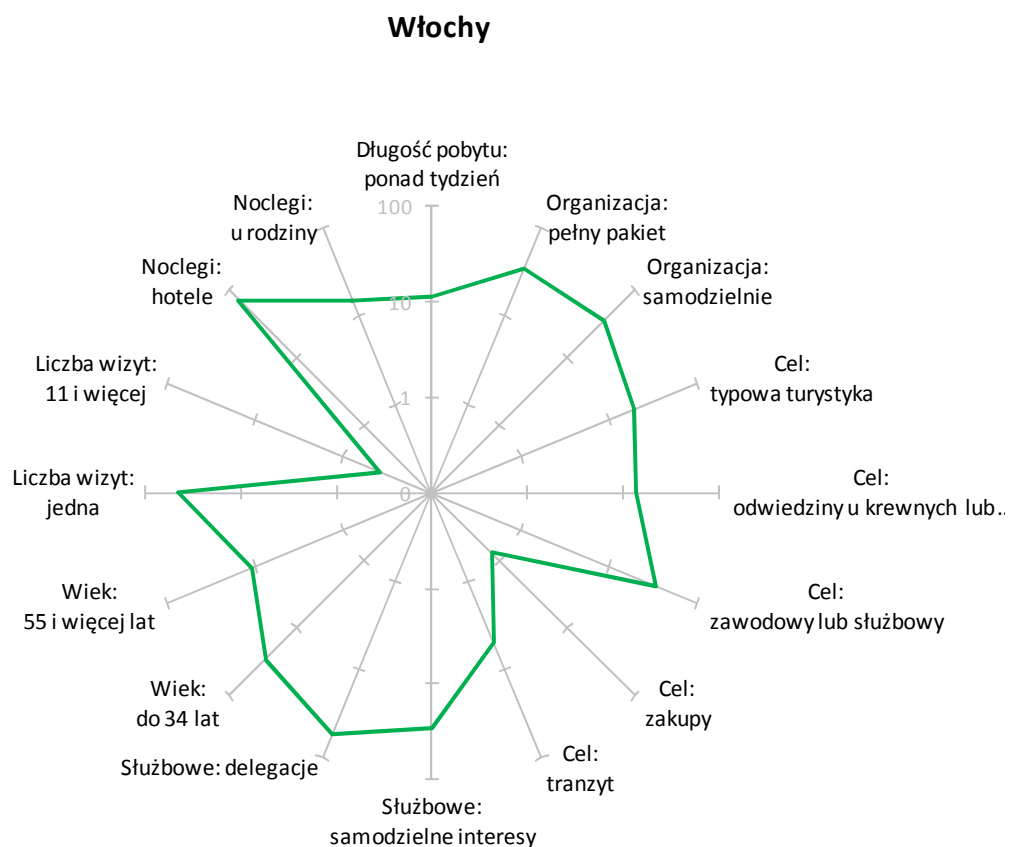 Włochy
Długość pobytu:
ponad tydzień
Organizacja:
pełny pakiet
Organizacja:
samodzielnie
Cel:
typowa turystyka
Cel:
odwiedziny u krewnych lub..
Cel:
zawodowy lub służbowy
Cel:
zakupy
Cel:
tranzyt
Służbowe:
samodzielne interesy
Służbowe: delegacje
Wiek:
do 34 lat
Wiek:
55 i więcej lat
Liczba wizyt:
jedna
Liczba wizyt:
11 i więcej
Noclegi:
hotele
Noclegi:
u rodziny
100
10
1
0